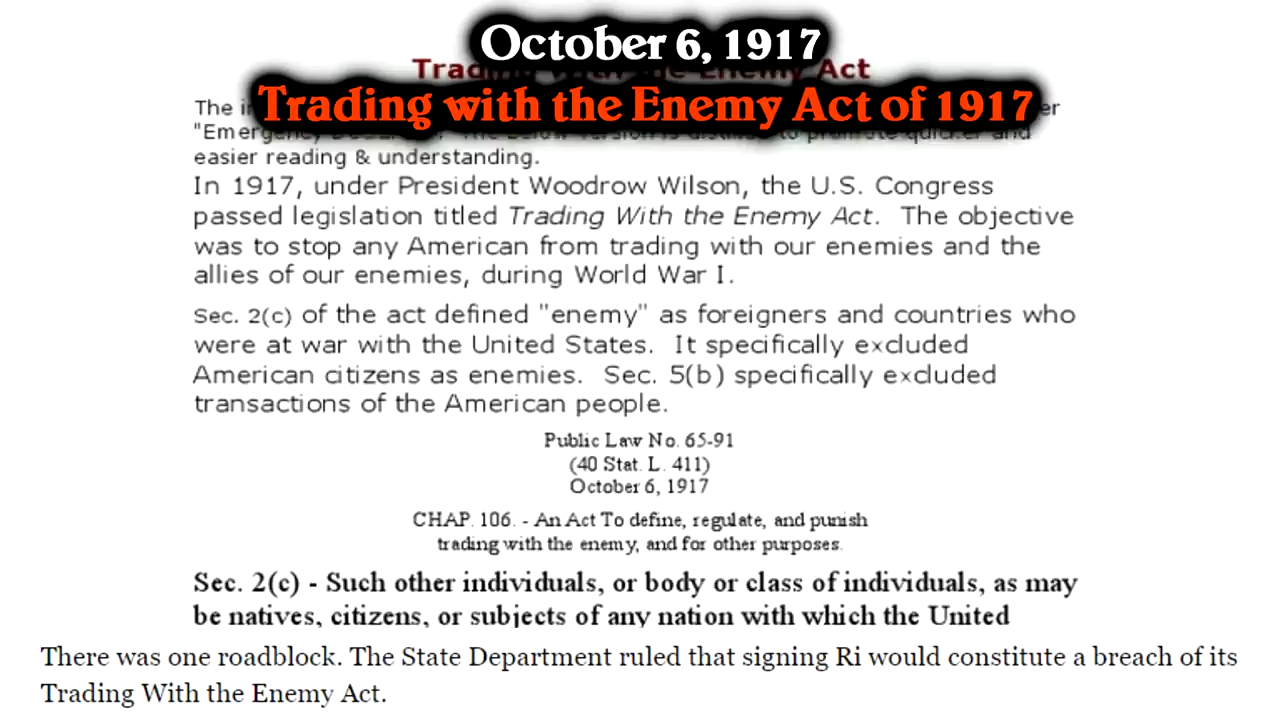 October 6, 1917
Trading with the Enemy Act
Trading with the Enemy Act of 1917
The
"Emergency
easier reading & understanding.
In 1917, under President Woodrow Wilson, the U.S. Congress
passed legislation titled Trading With the Enemy Act. The objective
was to stop any American from trading with our enemies and the
allies of our enemies, during World War I.
Sec. 2(c) of the act defined "enemy" as foreigners and countries who
were at war with the United States. It specifically excluded
American citizens as enemies. Sec. 5(b) specifically excluded
transactions of the American people.
Public Law No. 65-91
(40 Stat. L. 411)
October 6, 1917
CHAP. 106. - An Act To define, regulate, and punish
trading with the enemy, and for other purposes.
Sec. 2(c) - Such other individuals, or body or class of individuals, as may
be natives, citizens, or subjects of any nation with which the United
There was one roadblock. The State Department ruled that signing Ri would constitute a breach of its
Trading With the Enemy Act.